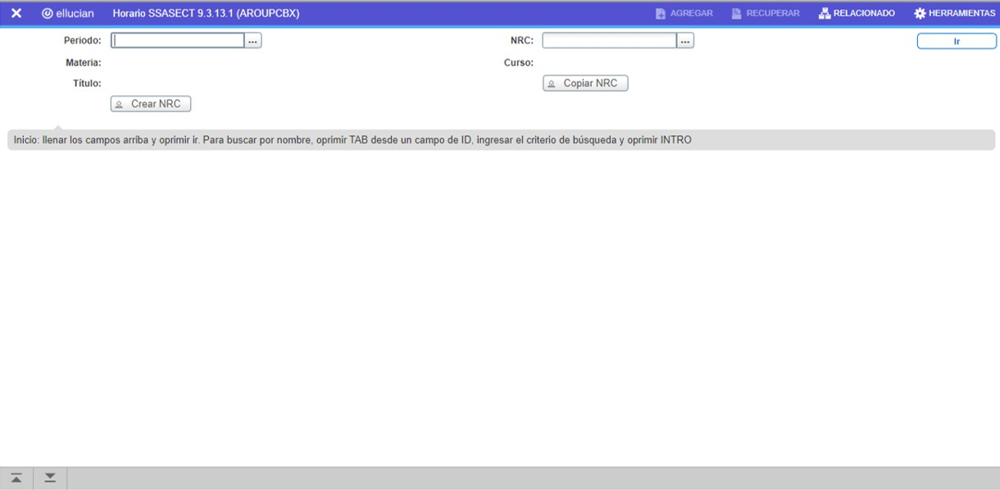 ellucian Horario SSASECT 9.3.13.1 (AROUPCBX) AGREGAR RECUPERAR RELACIONADO HERRAMIENTAS
Periodo: ... NRC: ... Ir
Materia: Curso:
Título: Copiar NRC
Crear NRC
Inicio: llenar los campos arriba y oprimir ir. Para buscar por nombre, oprimir TAB desde un campo de ID, ingresar el criterio de búsqueda y oprimir INTRO